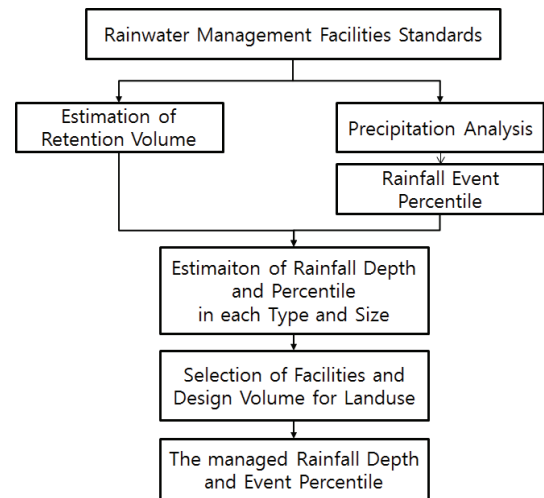 Rainwater Management Facilities Standards
Estimation of
Retention Volume
Precipitation Analysis
Rainfall Event
Percentile
Estimaiton of Rainfall Depth
and Percentile
in each Type and Size
Selection of Facilities and
Design Volume for Landuse
The managed Rainfall Depth
and Event Percentile